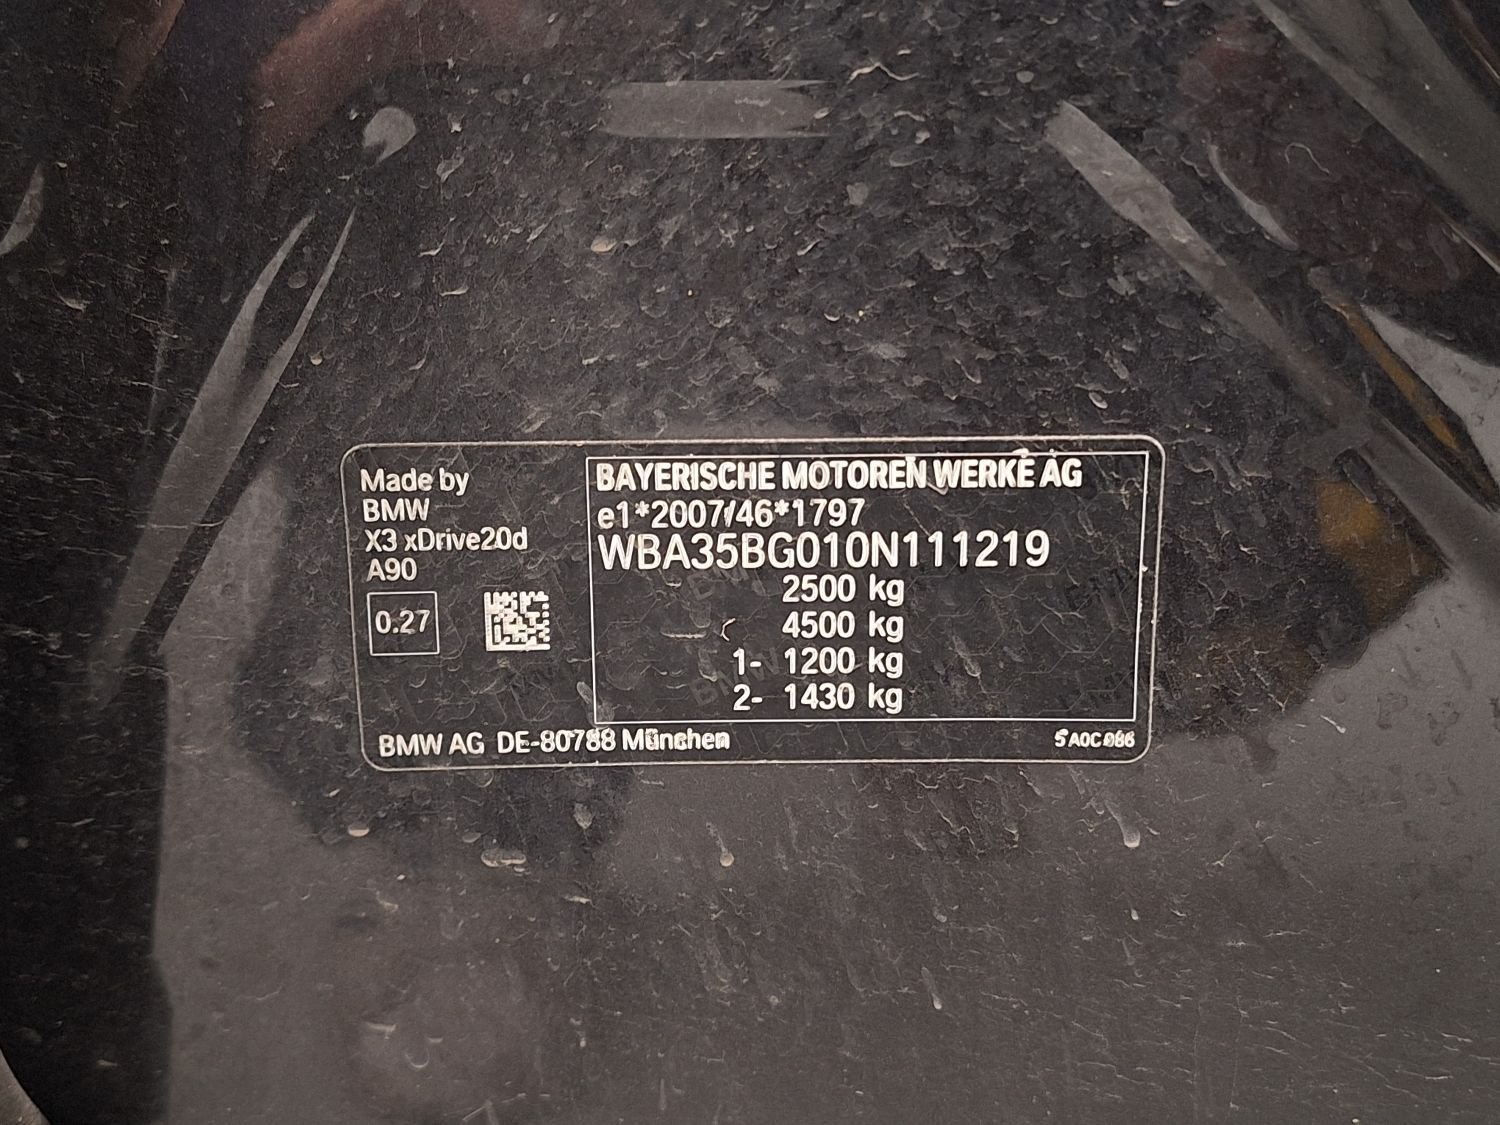 Made by
BMW
X3 xDrive20d
A90
0.27
BAYERISCHE MOTOREN WERKE AG
e1*2007/46*1797
WBA35BG010N111219
2500 kg
4500 kg
1- 1200 kg
2- 1430 kg
BMW AG DE-80788 München